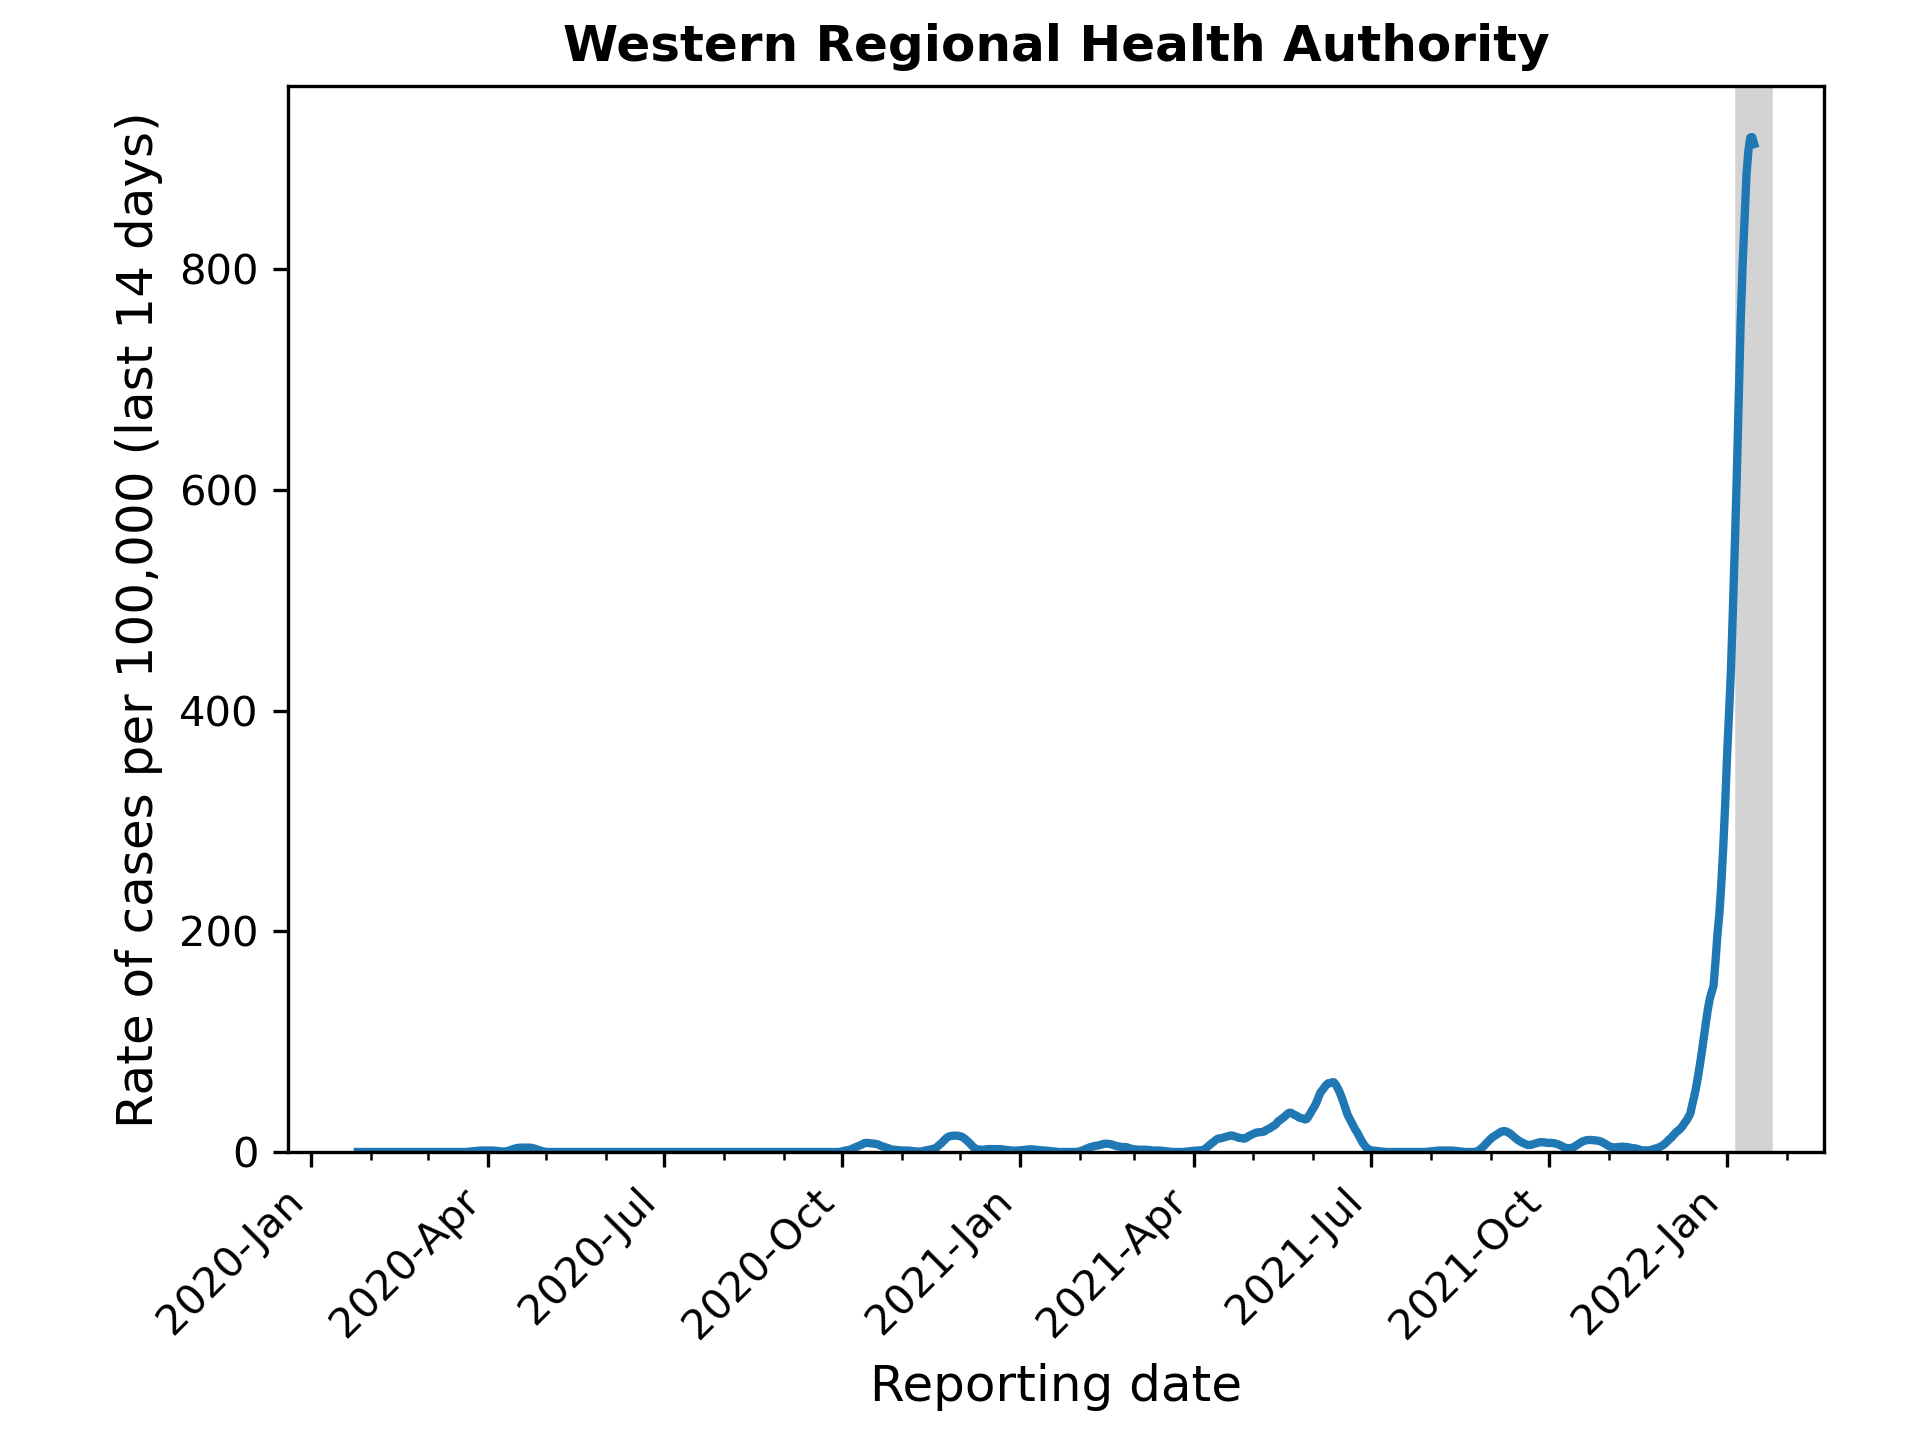 Western Regional Health Authority
Rate of cases per 100,000 (last 14 days)
800
600
400
200
0
2020-Jan
2020-Apr
2020-Jul
2020-Oct
2021-Jan
2021-Apr
2021-Jul
2021-Oct
2022-Jan
Reporting date